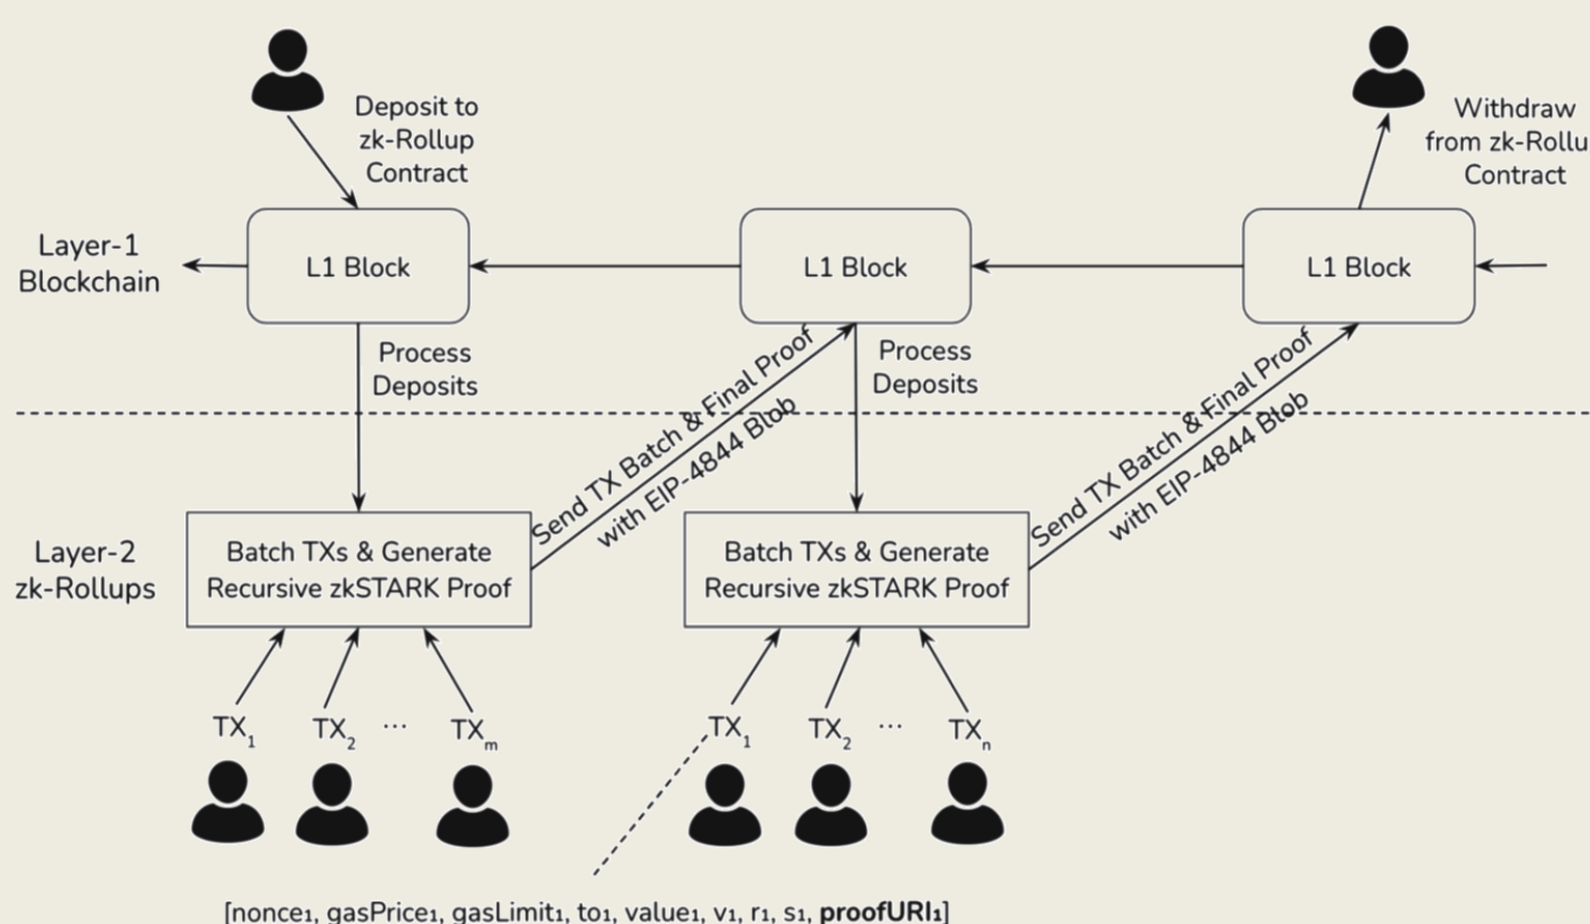 Deposit to
zk-Rollup
Contract
Withdraw
from zk-Rollu
Contract
Layer-1
Blockchain
L1 Block
L1 Block
L1 Block
Process
Deposits
Process
Deposits
Send TX Batch & Final Proof
with EIP-4844 Blob
Send TX Batch & Final Proof
with EIP-4844 Blob
Layer-2
zk-Rollups
Batch TXs & Generate
Recursive zkSTARK Proof
Batch TXs & Generate
Recursive zkSTARK Proof
TX₁ TX₂ ··· TXₘ
TX₁ TX₂ ··· TXₙ
[nonce₁, gasPrice₁, gasLimit₁, to₁, value₁, v₁, r₁, s₁, proofURI₁]